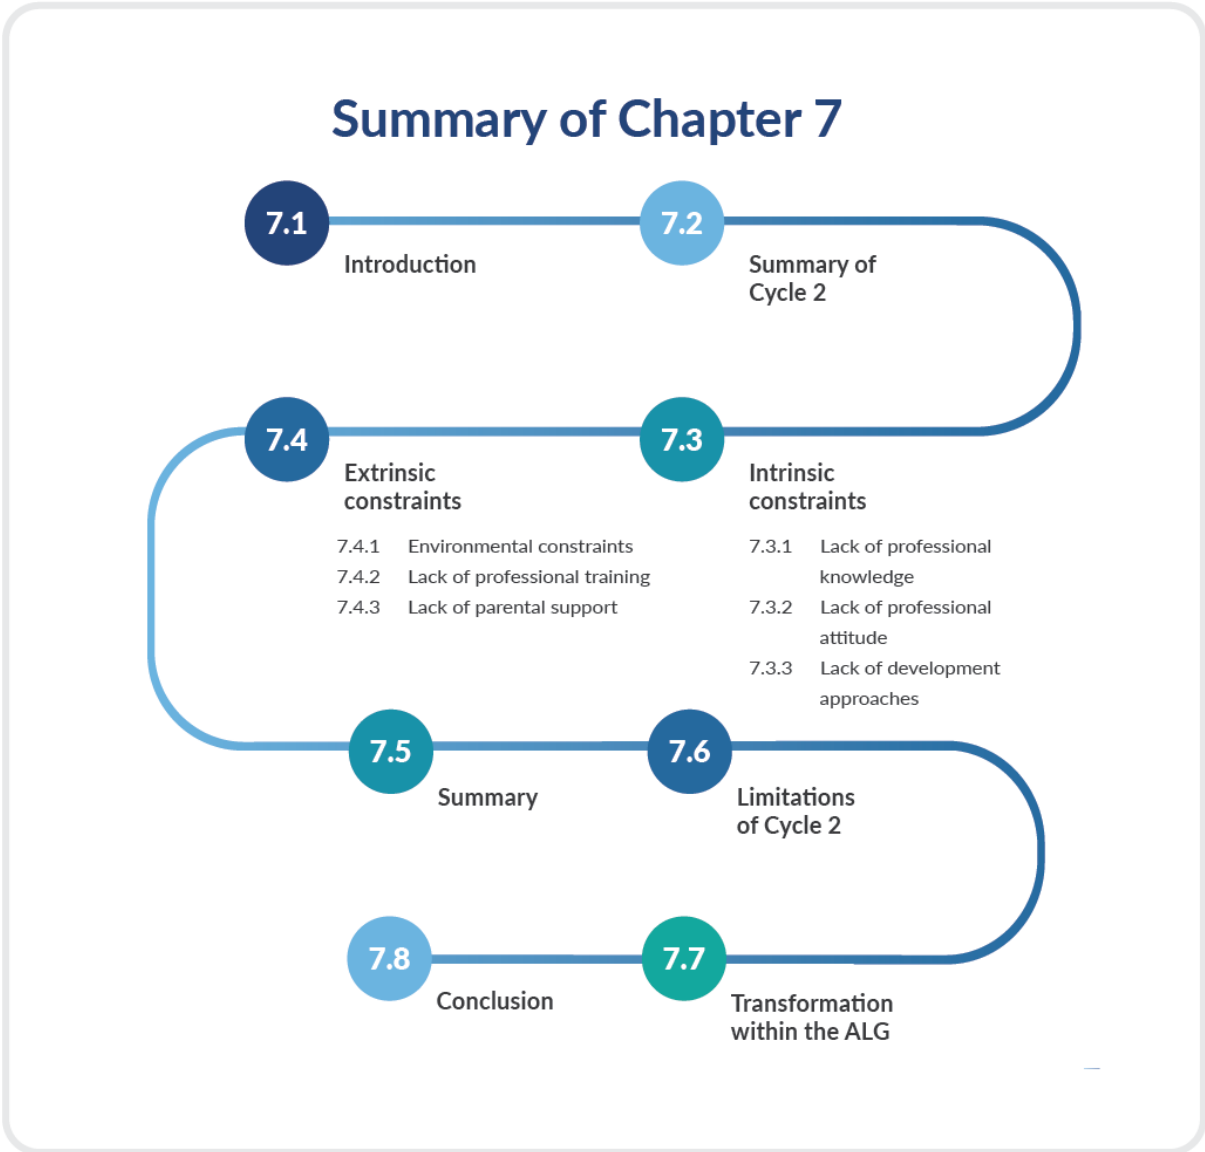 Summary of Chapter 7
7.1
Introduction
7.2
Summary of
Cycle 2
7.3
Intrinsic
constraints
7.3.1 Lack of professional
knowledge
7.3.2 Lack of professional
attitude
7.3.3 Lack of development
approaches
7.4
Extrinsic
constraints
7.4.1 Environmental constraints
7.4.2 Lack of professional training
7.4.3 Lack of parental support
7.5
Summary
7.6
Limitations
of Cycle 2
7.7
Transformation
within the ALG
7.8
Conclusion